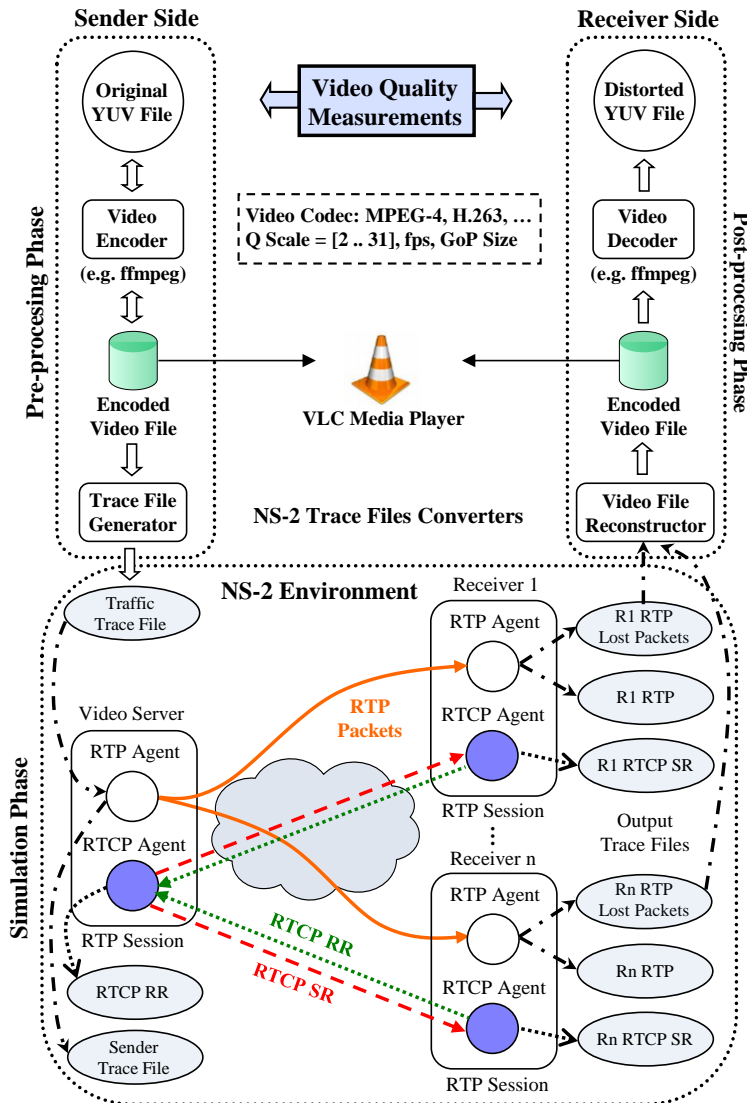 Sender Side
Receiver Side
Original
YUV File
Video Quality
Measurements
Distorted
YUV File
Video
Encoder
(e.g. ffmpeg)
Video Codec: MPEG-4, H.263, …
Q Scale = [2 .. 31], fps, GoP Size
Video
Decoder
(e.g. ffmpeg)
Pre-procesing Phase
Post-procesing Phase
Encoded
Video File
VLC Media Player
Encoded
Video File
Trace File
Generator
NS-2 Trace Files Converters
Video File
Reconstructor
NS-2 Environment
Simulation Phase
Traffic
Trace File
Receiver 1
RTP Agent
R1 RTP
Lost Packets
R1 RTP
RTP
Packets
Video Server
RTP Agent
RTCP Agent
R1 RTCP SR
RTP Session
RTCP Agent
Output
Trace Files
Receiver n
RTP Agent
Rn RTP
Lost Packets
RTP Session
RTCP RR
RTCP SR
Rn RTP
RTCP Agent
RTCP RR
Rn RTCP SR
Sender
Trace File
RTP Session